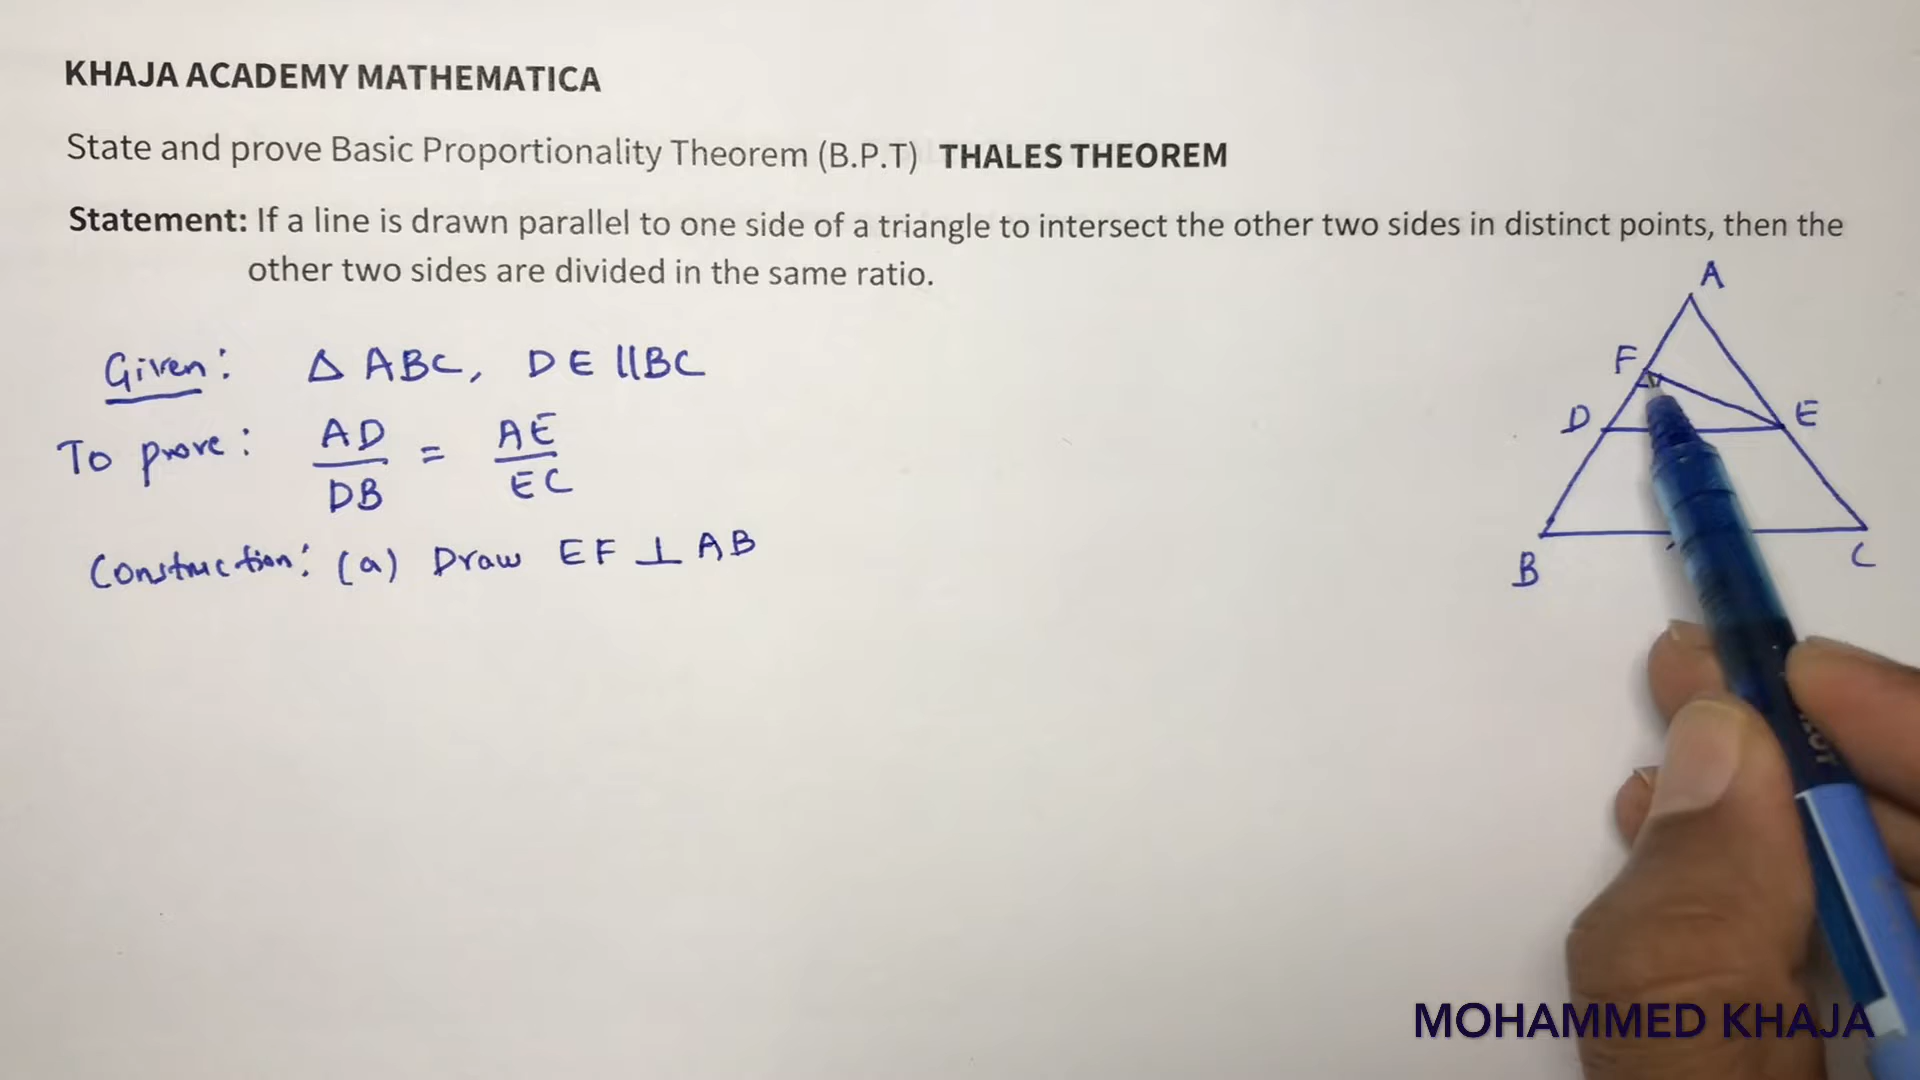 KHAJA ACADEMY MATHEMATICA
State and prove Basic Proportionality Theorem (B.P.T) THALES THEOREM
Statement: If a line is drawn parallel to one side of a triangle to intersect the other two sides in distinct points, then the
other two sides are divided in the same ratio.
Given: Δ ABC, DE ∥ BC
To prove: AD/DB = AE/EC
Construction: (a) Draw EF ⊥ AB
A
F
D E
B C
MOHAMMED KHAJA